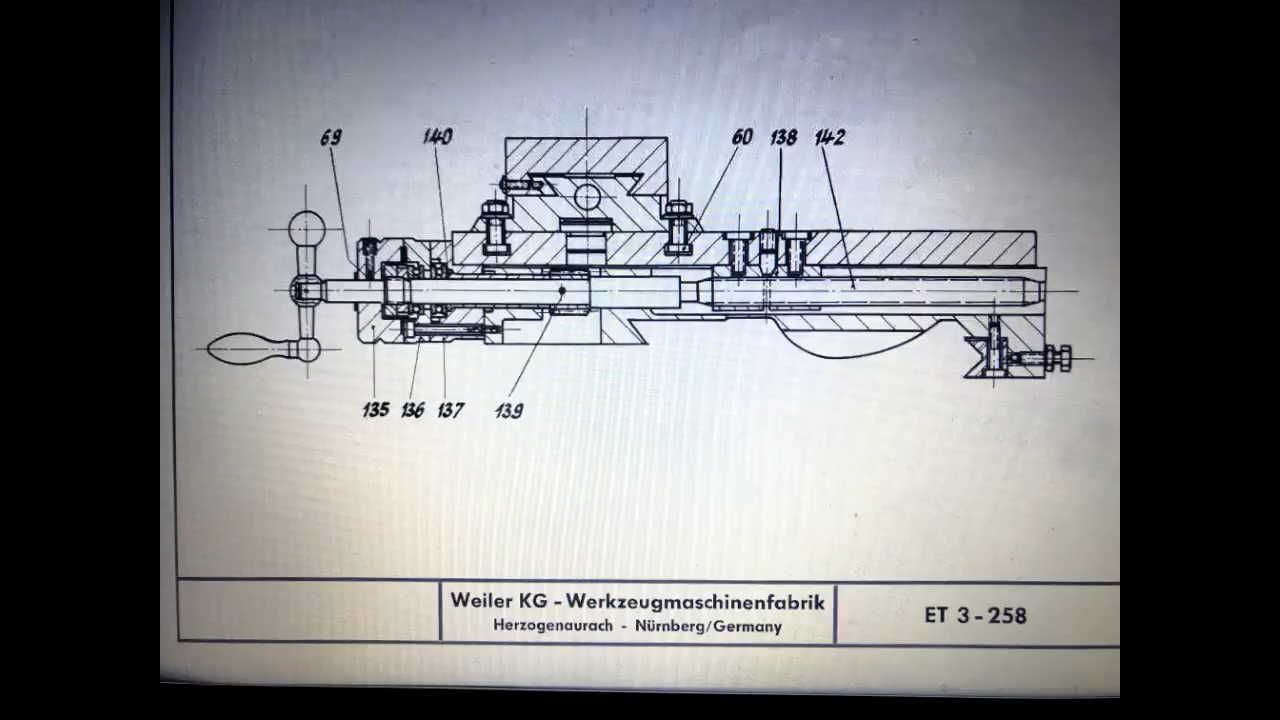 69 140 60 138 142
135 136 137 139
Weiler KG - Werkzeugmaschinenfabrik
Herzogenaurach - Nürnberg/Germany
ET 3 - 258